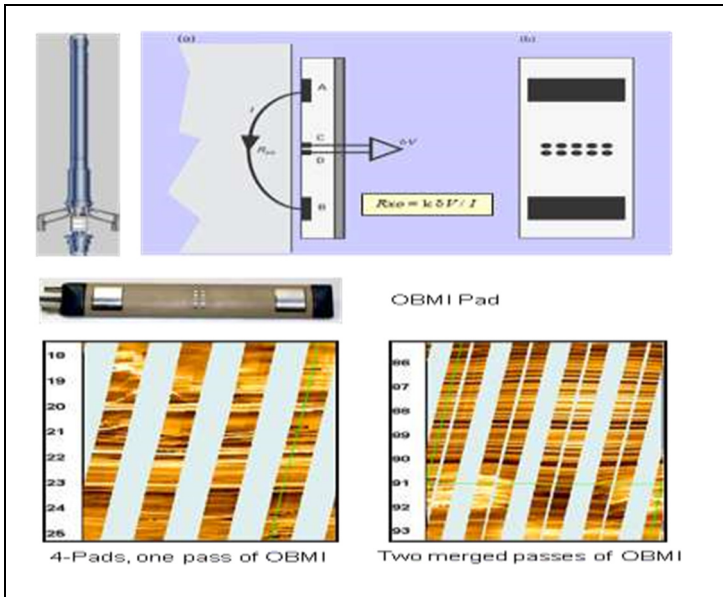 (a)
(b)
A
I
C
δV
Rxo
D
B
Rxo = k δV / I
OBMI Pad
18
19
20
21
22
23
24
25
86
87
88
89
90
91
92
93
4-Pads, one pass of OBMI
Two merged passes of OBMI